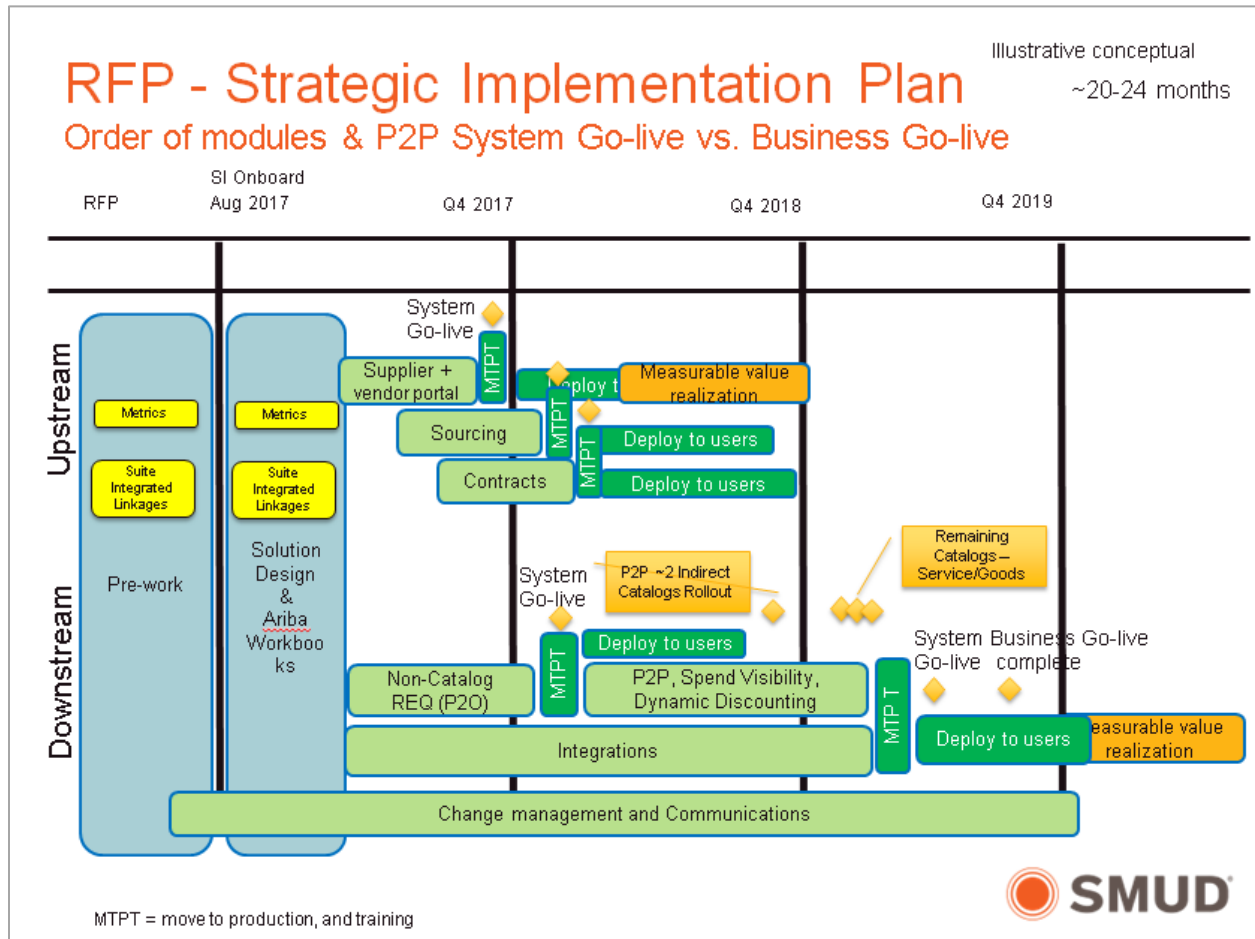 Illustrative conceptual
~20-24 months
RFP - Strategic Implementation Plan
Order of modules & P2P System Go-live vs. Business Go-live
RFP
SI Onboard
Aug 2017
Q4 2017
Q4 2018
Q4 2019
Upstream
Downstream
Metrics
Suite
Integrated
Linkages
Pre-work
Metrics
Suite
Integrated
Linkages
Solution
Design
&
Ariba
Workboo
ks
System
Go-live
Supplier +
vendor portal
MTPT
Deploy t
Measurable value
realization
Sourcing
MTPT
Contracts
MTPT
Deploy to users
Deploy to users
System
Go-live
P2P ~2 Indirect
Catalogs Rollout
Remaining
Catalogs –
Service/Goods
Non-Catalog
REQ (P2O)
MTPT
Deploy to users
P2P, Spend Visibility,
Dynamic Discounting
System Business Go-live
Go-live complete
MTP T
Integrations
Deploy to users
easurable value
realization
Change management and Communications
MTPT = move to production, and training
SMUD